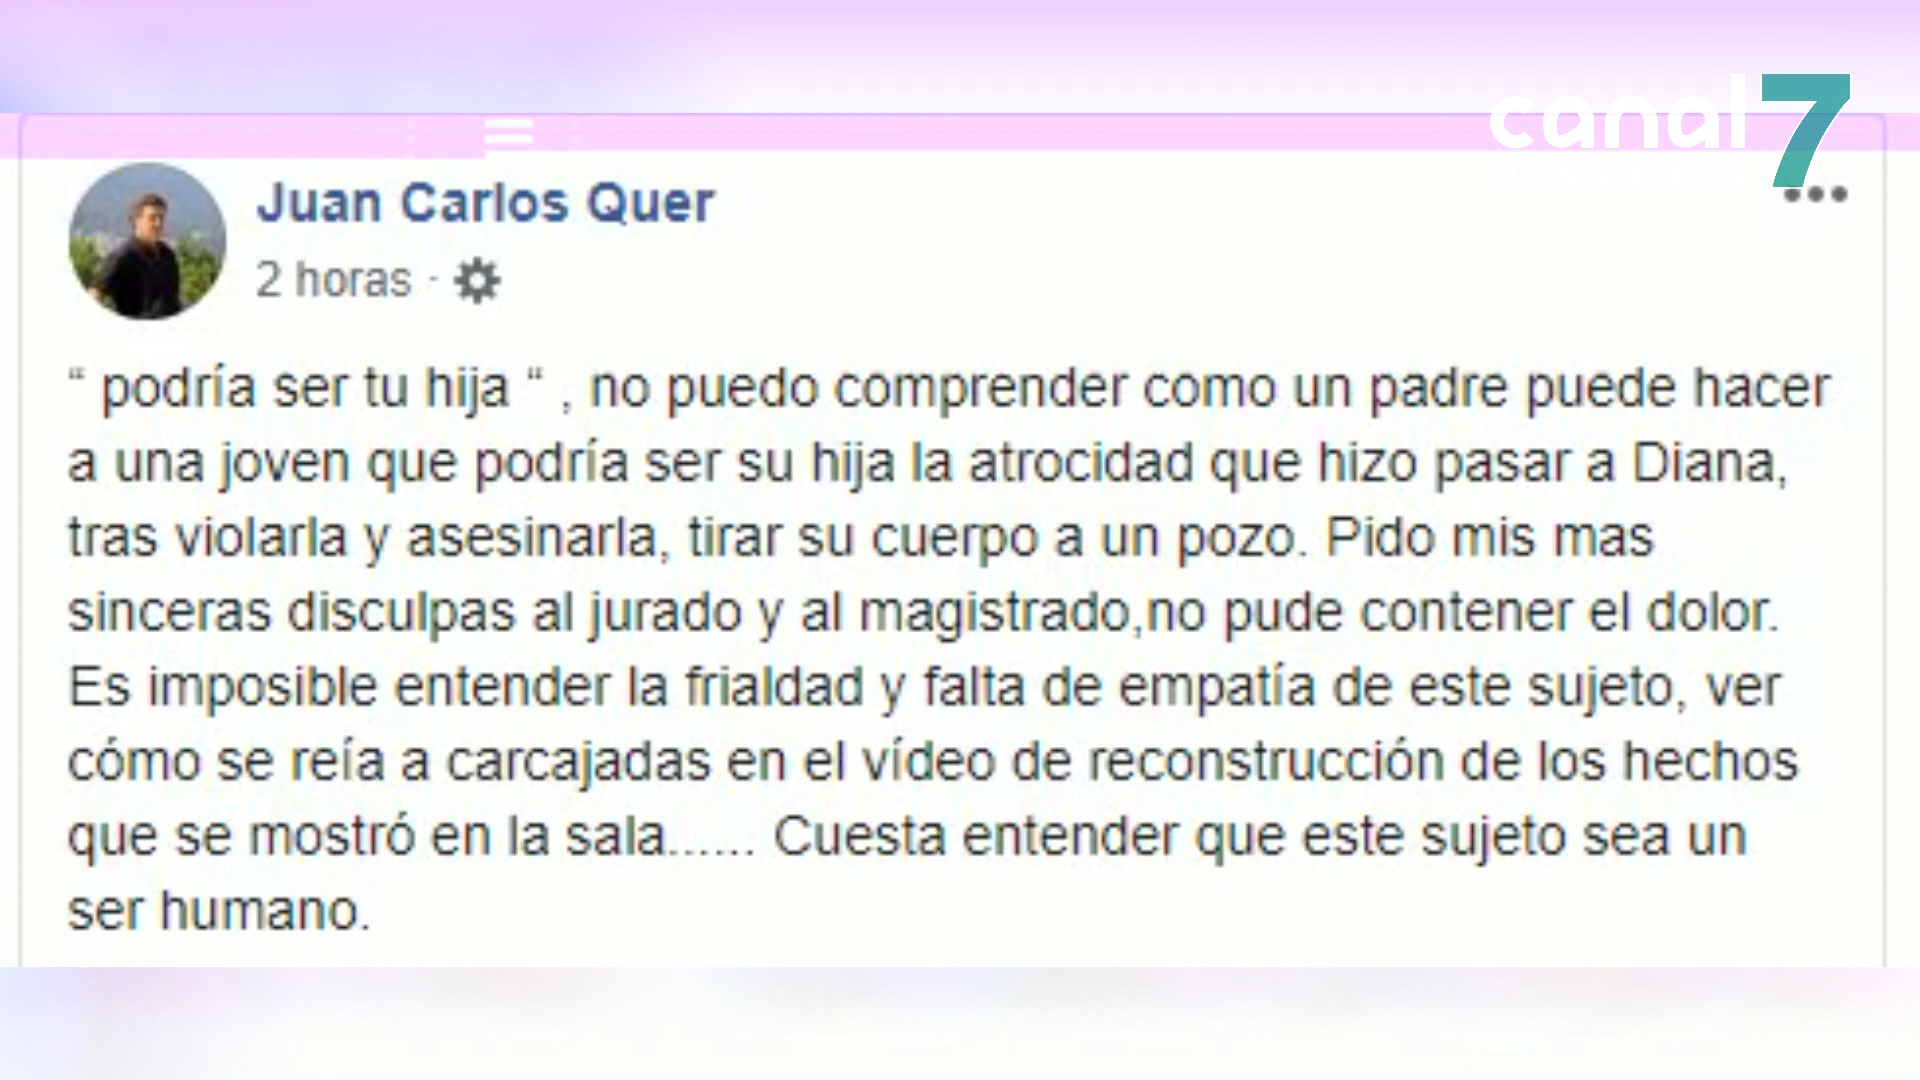 canal 7
Juan Carlos Quer
2 horas ·
“ podría ser tu hija “ , no puedo comprender como un padre puede hacer
a una joven que podría ser su hija la atrocidad que hizo pasar a Diana,
tras violarla y asesinarla, tirar su cuerpo a un pozo. Pido mis mas
sinceras disculpas al jurado y al magistrado,no pude contener el dolor.
Es imposible entender la frialdad y falta de empatía de este sujeto, ver
cómo se reía a carcajadas en el vídeo de reconstrucción de los hechos
que se mostró en la sala...... Cuesta entender que este sujeto sea un
ser humano.